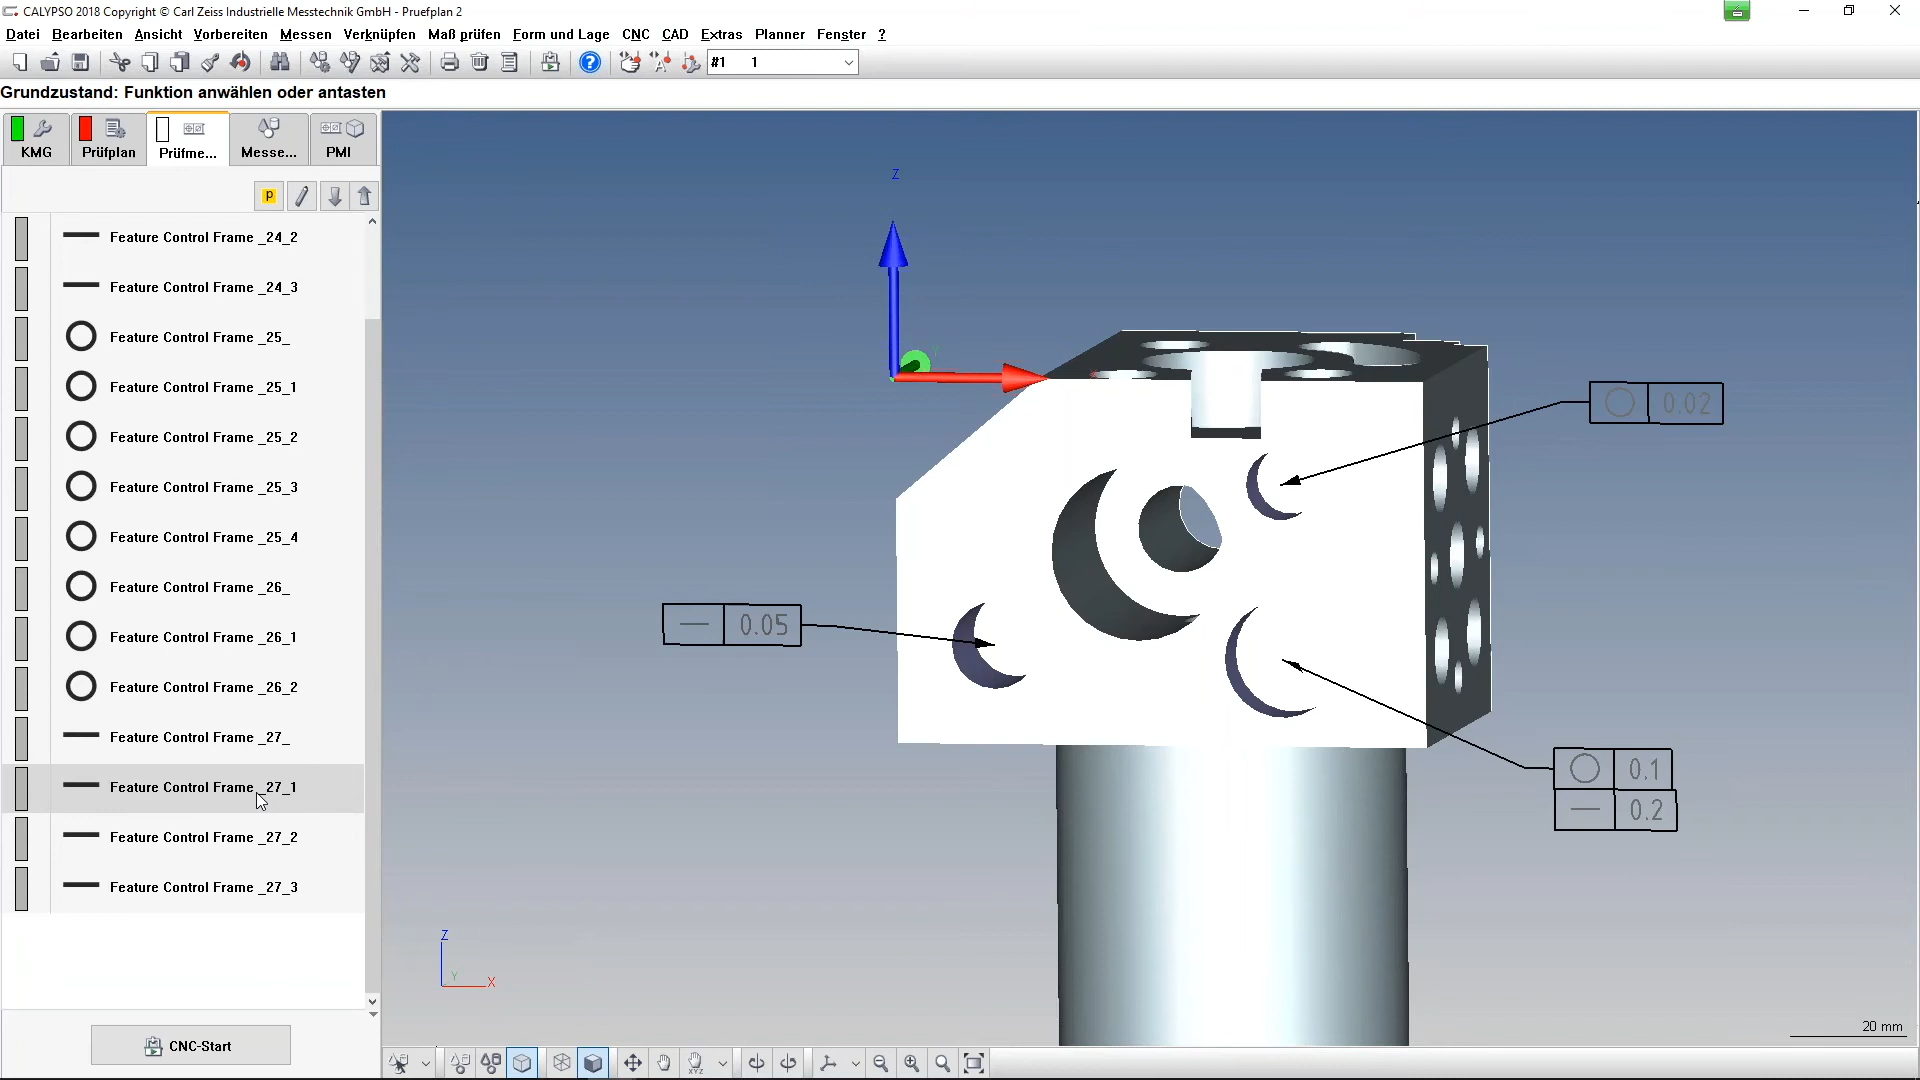 CALYPSO 2018 Copyright © Carl Zeiss Industrielle Messtechnik GmbH - Pruefplan 2
Datei Bearbeiten Ansicht Vorbereiten Messen Verknüpfen Maß prüfen Form und Lage CNC CAD Extras Planner Fenster ?
#1 1
Grundzustand: Funktion anwählen oder antasten
KMG Prüfplan Prüfme... Messe... PMI
P
Feature Control Frame _24_2
Feature Control Frame _24_3
Feature Control Frame _25_
Feature Control Frame _25_1
Feature Control Frame _25_2
Feature Control Frame _25_3
Feature Control Frame _25_4
Feature Control Frame _26_
Feature Control Frame _26_1
Feature Control Frame _26_2
Feature Control Frame _27_
Feature Control Frame _27_1
Feature Control Frame _27_2
Feature Control Frame _27_3
CNC-Start
Z
0.02
0.05
0.1
0.2
Z
Y
X
20 mm
XYZ